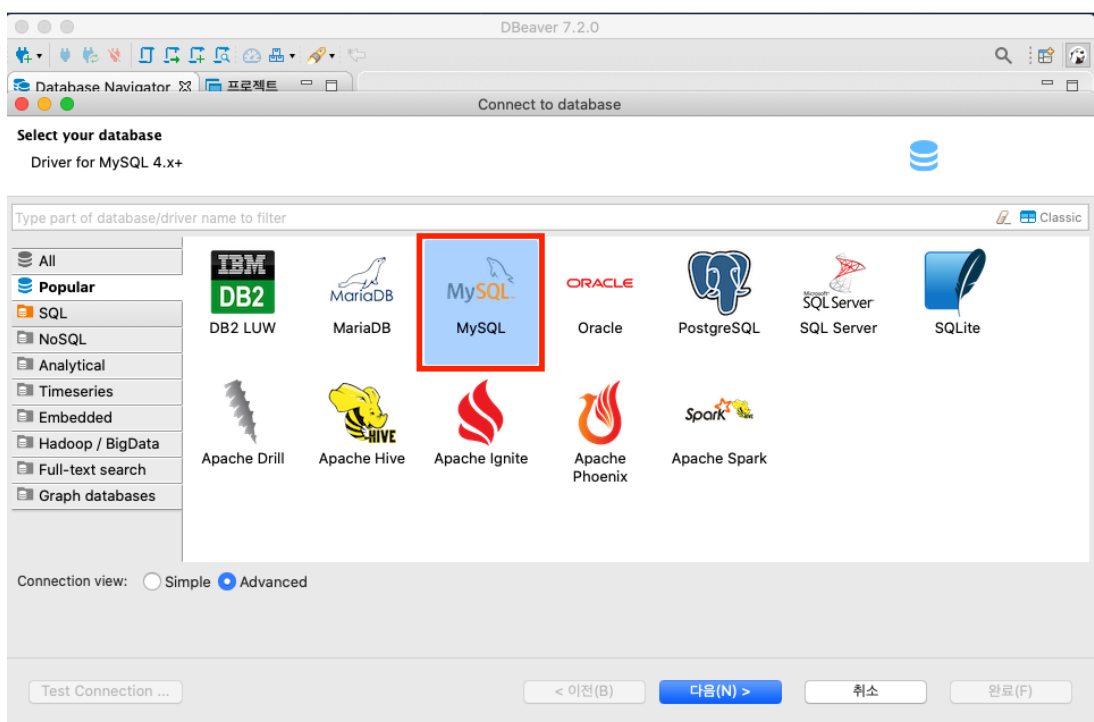 DBeaver 7.2.0
Database Navigator 프로젝트
Connect to database
Select your database
Driver for MySQL 4.x+
Type part of database/driver name to filter
Classic
All
Popular
SQL
NoSQL
Analytical
Timeseries
Embedded
Hadoop / BigData
Full-text search
Graph databases
IBM
DB2
MariaDB
MySQL
ORACLE
Microsoft
SQL Server
DB2 LUW
MariaDB
MySQL
Oracle
PostgreSQL
SQL Server
SQLite
HIVE
Spark
HIVE
Apache Drill
Apache Hive
Apache Ignite
Apache
Phoenix
Apache Spark
Connection view: Simple Advanced
Test Connection ...
< 이전(B)
다음(N) >
취소
완료(F)